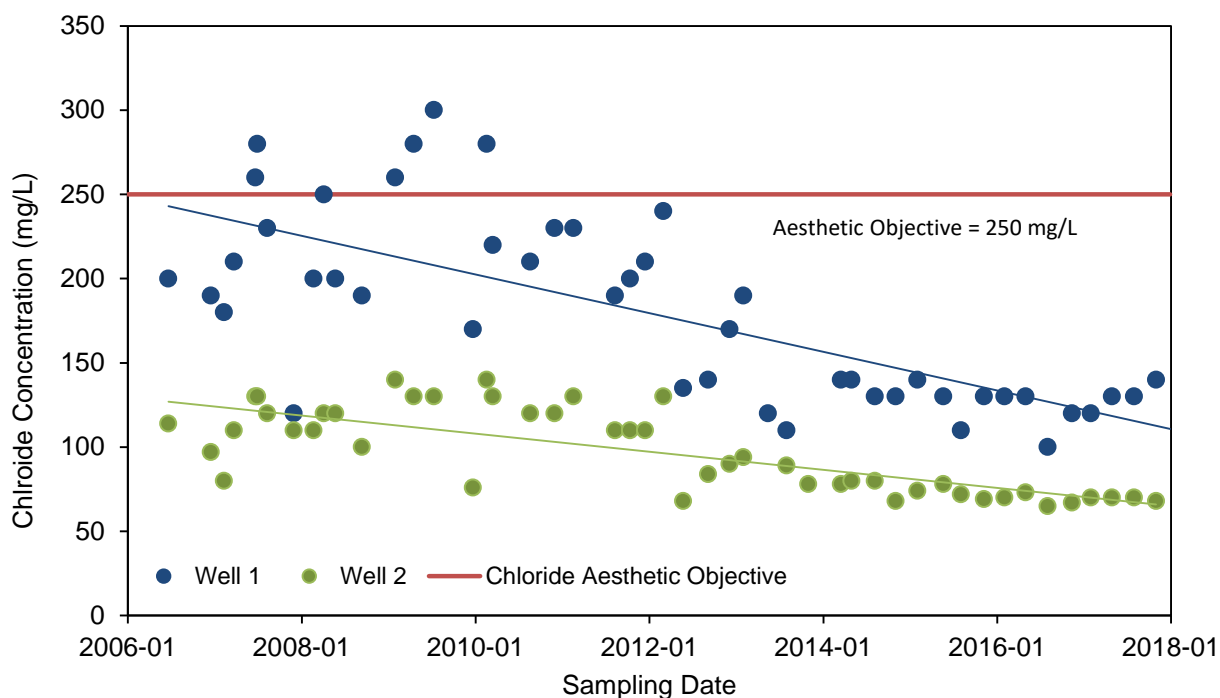 350
300
250
200
150
100
50
0
Chlroide Concentration (mg/L)
Aesthetic Objective = 250 mg/L
Well 1 Well 2 Chloride Aesthetic Objective
2006-01 2008-01 2010-01 2012-01 2014-01 2016-01 2018-01
Sampling Date